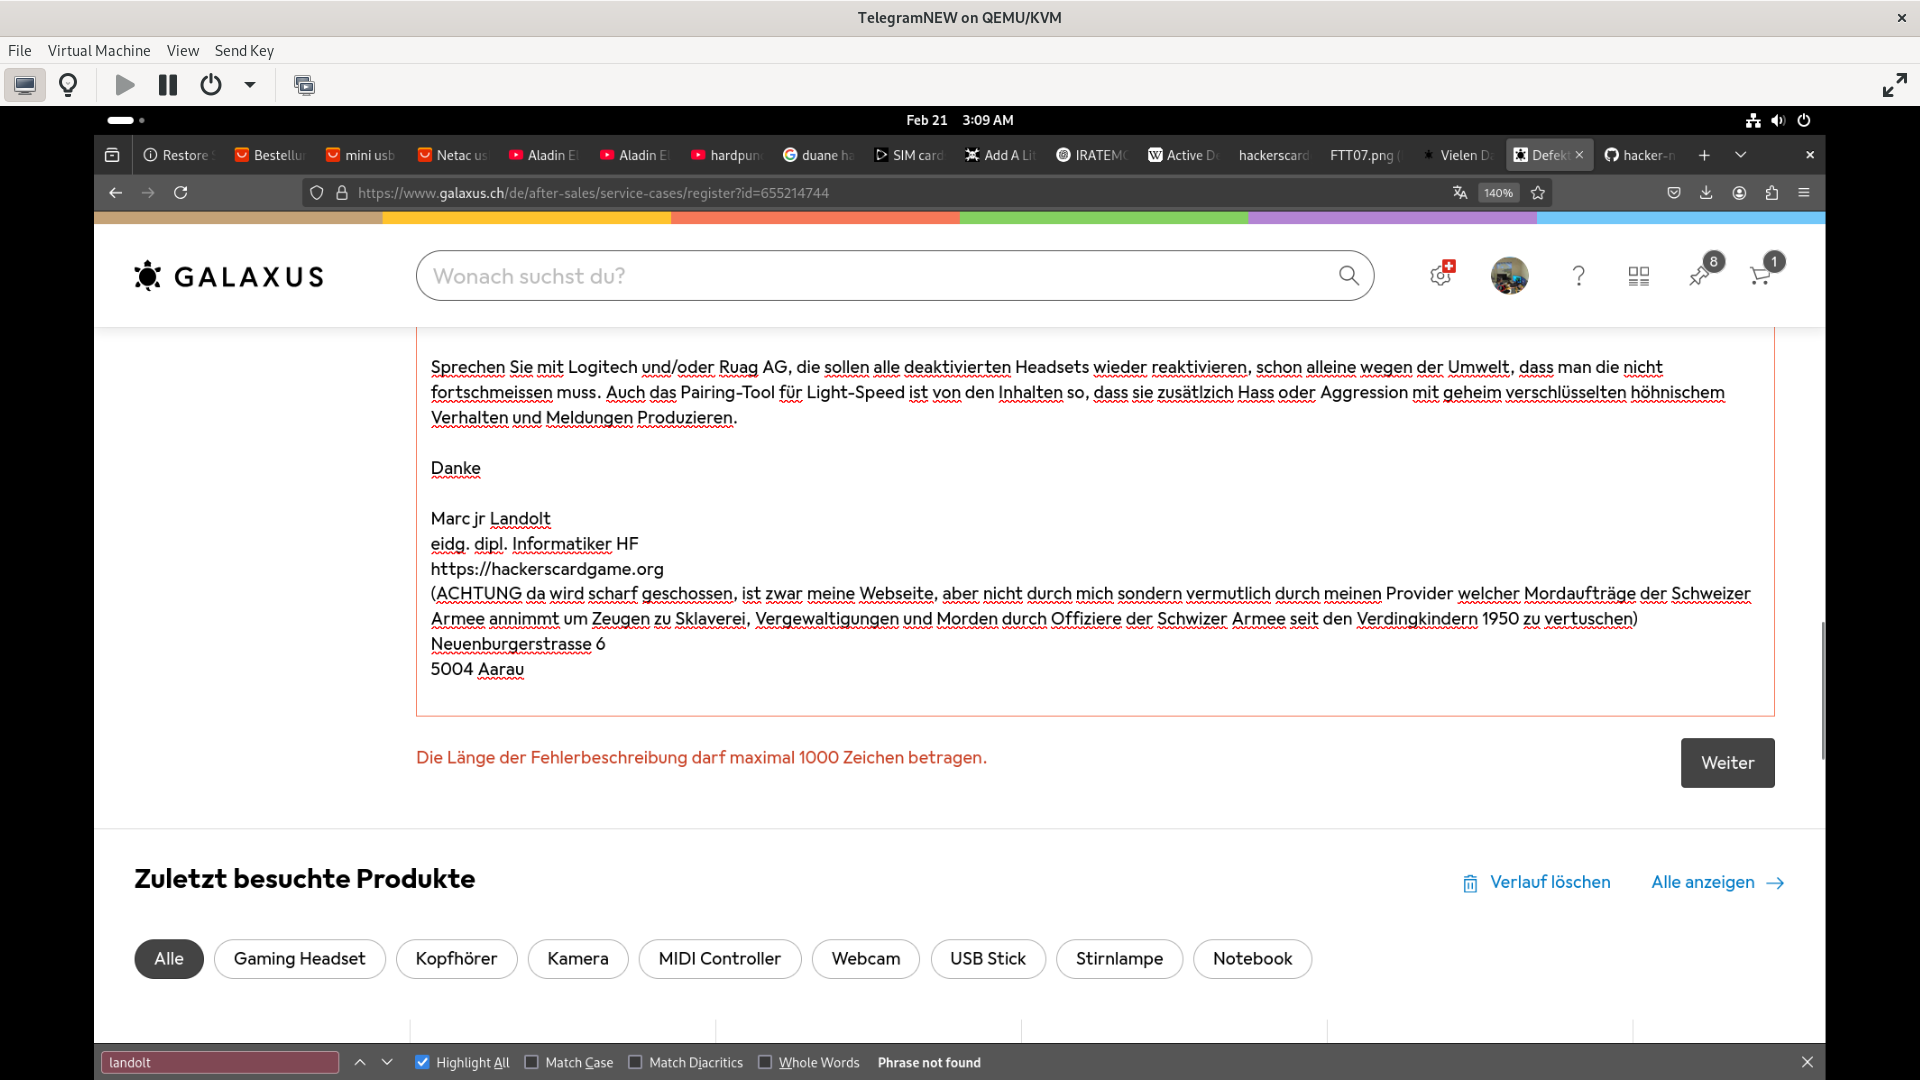 TelegramNEW on QEMU/KVM
File Virtual Machine View Send Key
Feb 21 3:09 AM
Restore Bestellu mini usb Netac us Aladin El Aladin El hardpun duane ha SIM card Add A Lit IRATEMO Active De hackerscard FTT07.png ( Vielen Da Defekt hacker-n
https://www.galaxus.ch/de/after-sales/service-cases/register?id=655214744 140%
GALAXUS Wonach suchst du? 8 1
Sprechen Sie mit Logitech und/oder Ruag AG, die sollen alle deaktivierten Headsets wieder reaktivieren, schon alleine wegen der Umwelt, dass man die nicht
fortschmeissen muss. Auch das Pairing-Tool für Light-Speed ist von den Inhalten so, dass sie zusätlzich Hass oder Aggression mit geheim verschlüsselten höhnischem
Verhalten und Meldungen Produzieren.
Danke
Marc jr Landolt
eidg. dipl. Informatiker HF
https://hackerscardgame.org
(ACHTUNG da wird scharf geschossen, ist zwar meine Webseite, aber nicht durch mich sondern vermutlich durch meinen Provider welcher Mordaufträge der Schweizer
Armee annimmt um Zeugen zu Sklaverei, Vergewaltigungen und Morden durch Offiziere der Schwizer Armee seit den Verdingkindern 1950 zu vertuschen)
Neuenburgerstrasse 6
5004 Aarau
Die Länge der Fehlerbeschreibung darf maximal 1000 Zeichen betragen.
Weiter
Zuletzt besuchte Produkte
Verlauf löschen Alle anzeigen
Alle Gaming Headset Kopfhörer Kamera MIDI Controller Webcam USB Stick Stirnlampe Notebook
landolt Highlight All Match Case Match Diacritics Whole Words Phrase not found